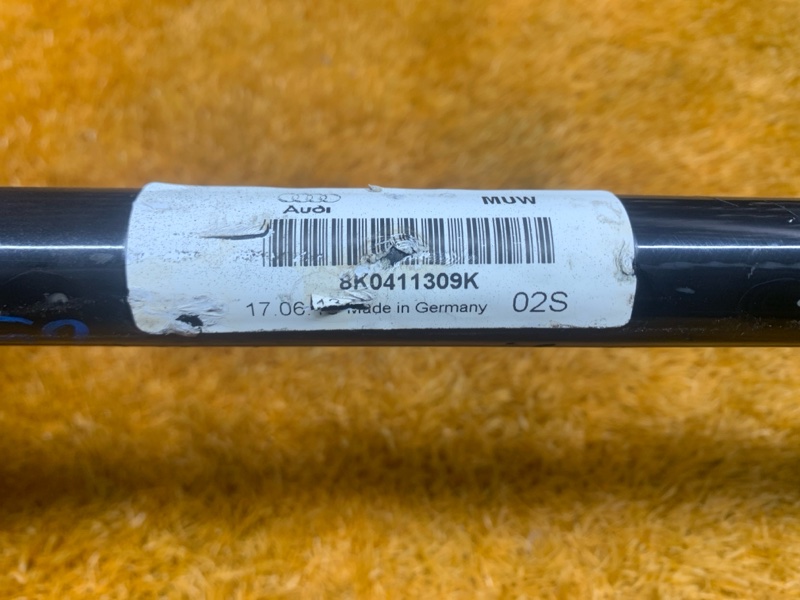 Audi
MUW
8K0411309K
17.06. Made in Germany 02S